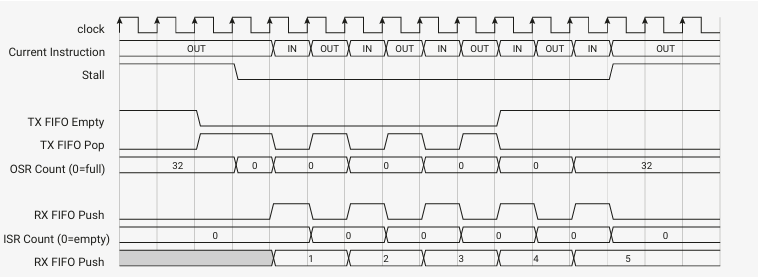 clock
Current Instruction OUT IN OUT IN OUT IN OUT IN OUT IN OUT
Stall
TX FIFO Empty
TX FIFO Pop
OSR Count (0=full) 32 0 0 0 0 0 32
RX FIFO Push
ISR Count (0=empty) 0 0 0 0 0 0
RX FIFO Push 1 2 3 4 5